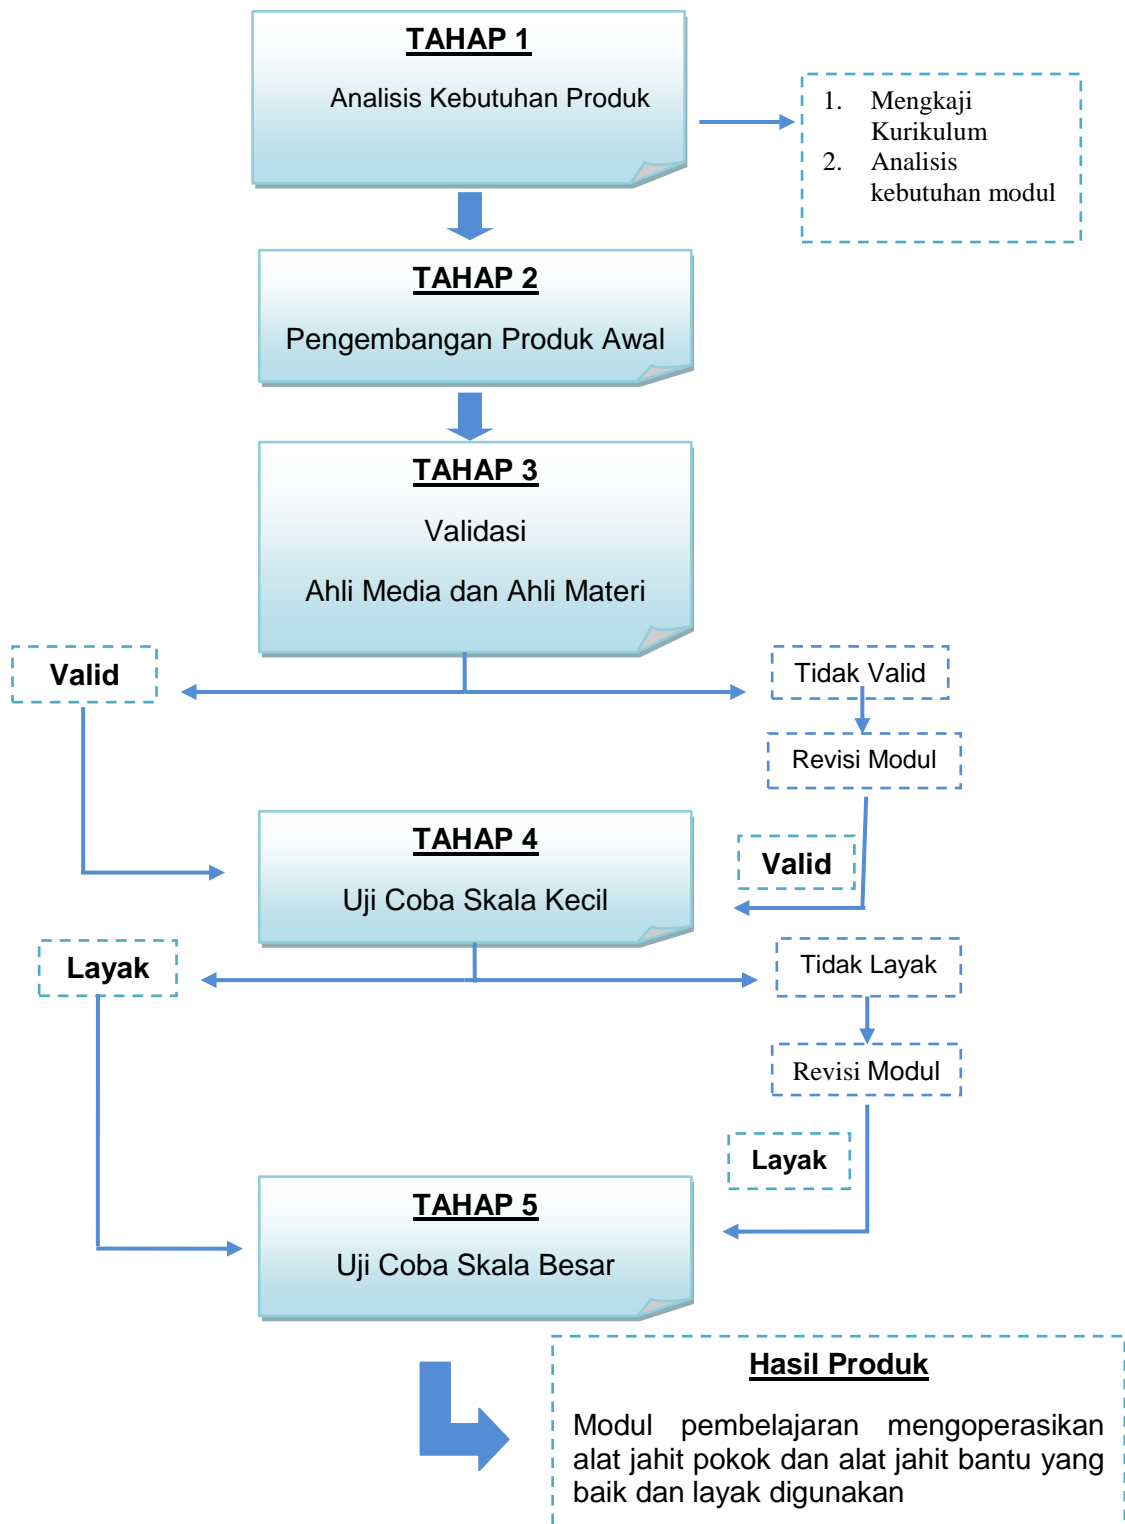 TAHAP 1
Analisis Kebutuhan Produk
1. Mengkaji
Kurikulum
2. Analisis
kebutuhan modul
TAHAP 2
Pengembangan Produk Awal
TAHAP 3
Validasi
Ahli Media dan Ahli Materi
Valid
Tidak Valid
Revisi Modul
TAHAP 4
Uji Coba Skala Kecil
Valid
Layak
Tidak Layak
Revisi Modul
Layak
TAHAP 5
Uji Coba Skala Besar
Hasil Produk
Modul pembelajaran mengoperasikan
alat jahit pokok dan alat jahit bantu yang
baik dan layak digunakan